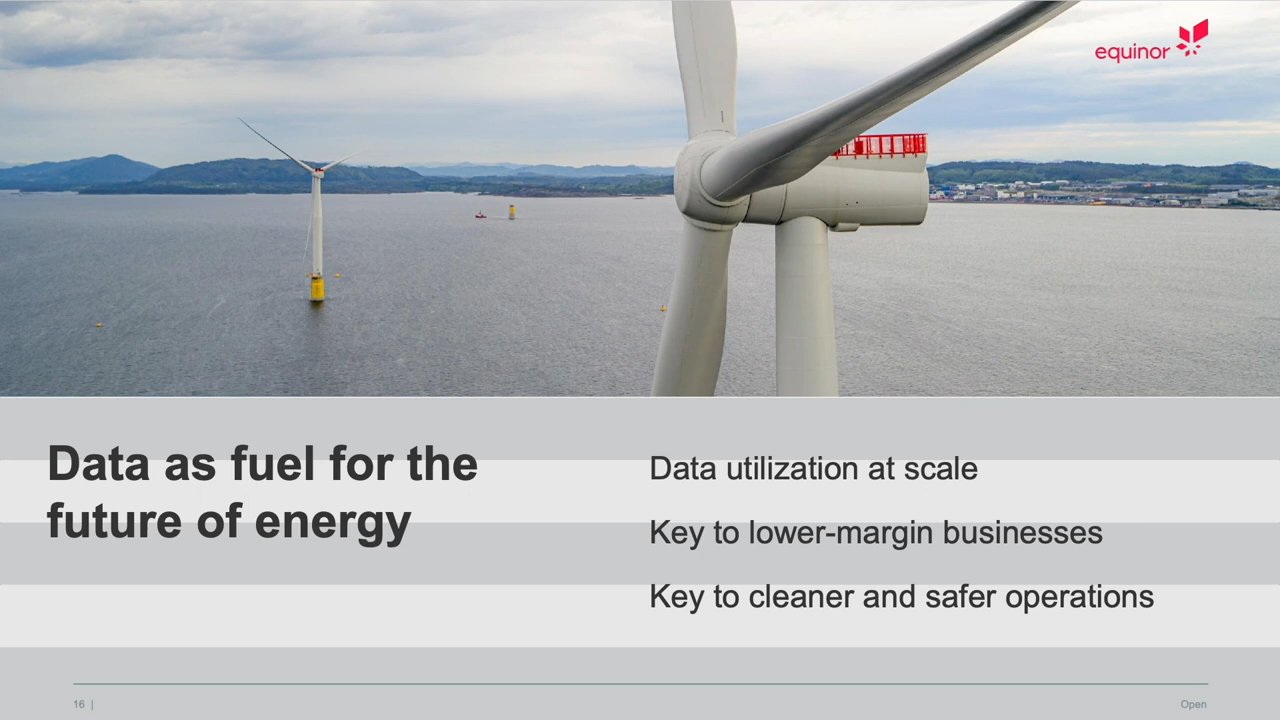 equinor
Data as fuel for the
future of energy
Data utilization at scale
Key to lower-margin businesses
Key to cleaner and safer operations
16 |
Open